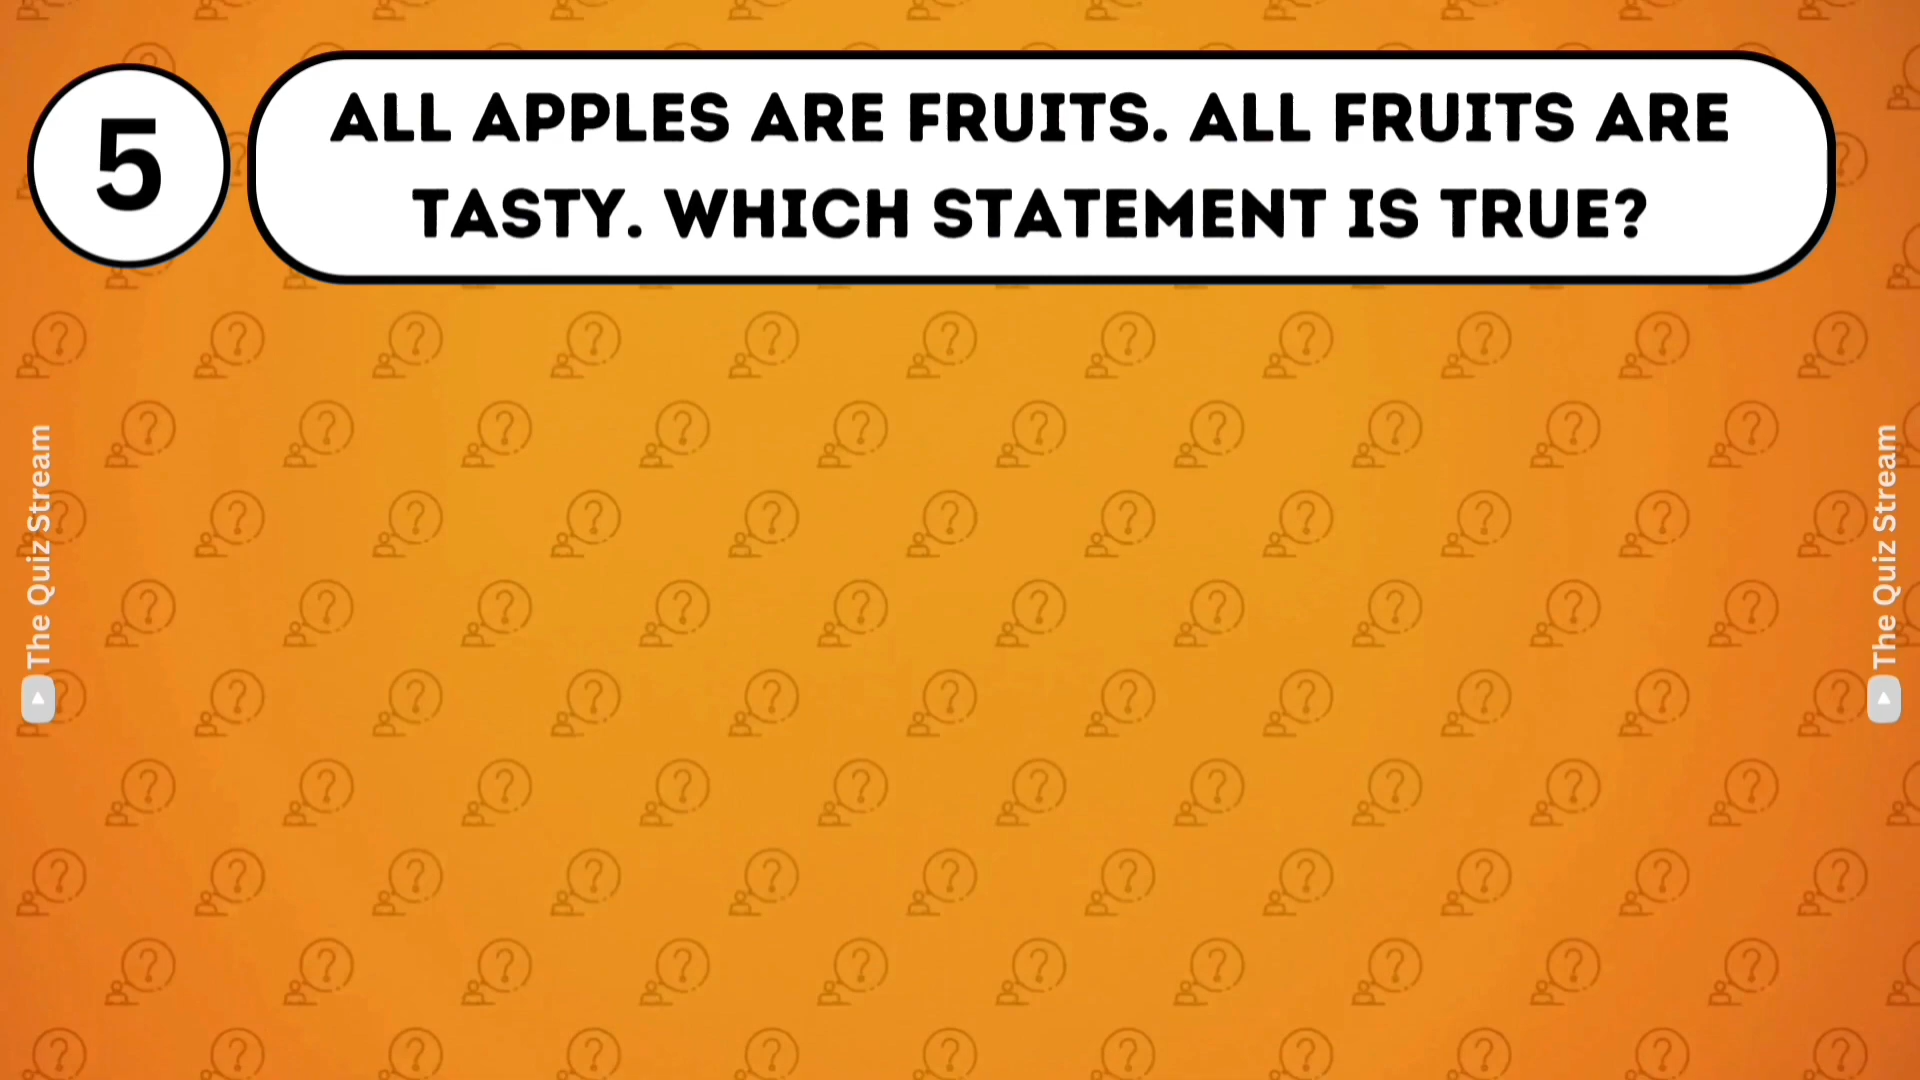 5
ALL APPLES ARE FRUITS. ALL FRUITS ARE
TASTY. WHICH STATEMENT IS TRUE?
The Quiz Stream
The Quiz Stream